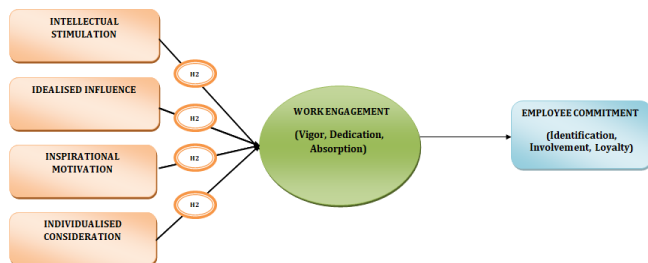 INTELLECTUAL
STIMULATION
H2
IDEALISED INFLUENCE
H2
INSPIRATIONAL
MOTIVATION
H2
INDIVIDUALISED
CONSIDERATION
H2
WORK ENGAGEMENT
(Vigor, Dedication,
Absorption)
EMPLOYEE COMMITMENT
(Identification,
Involvement, Loyalty)